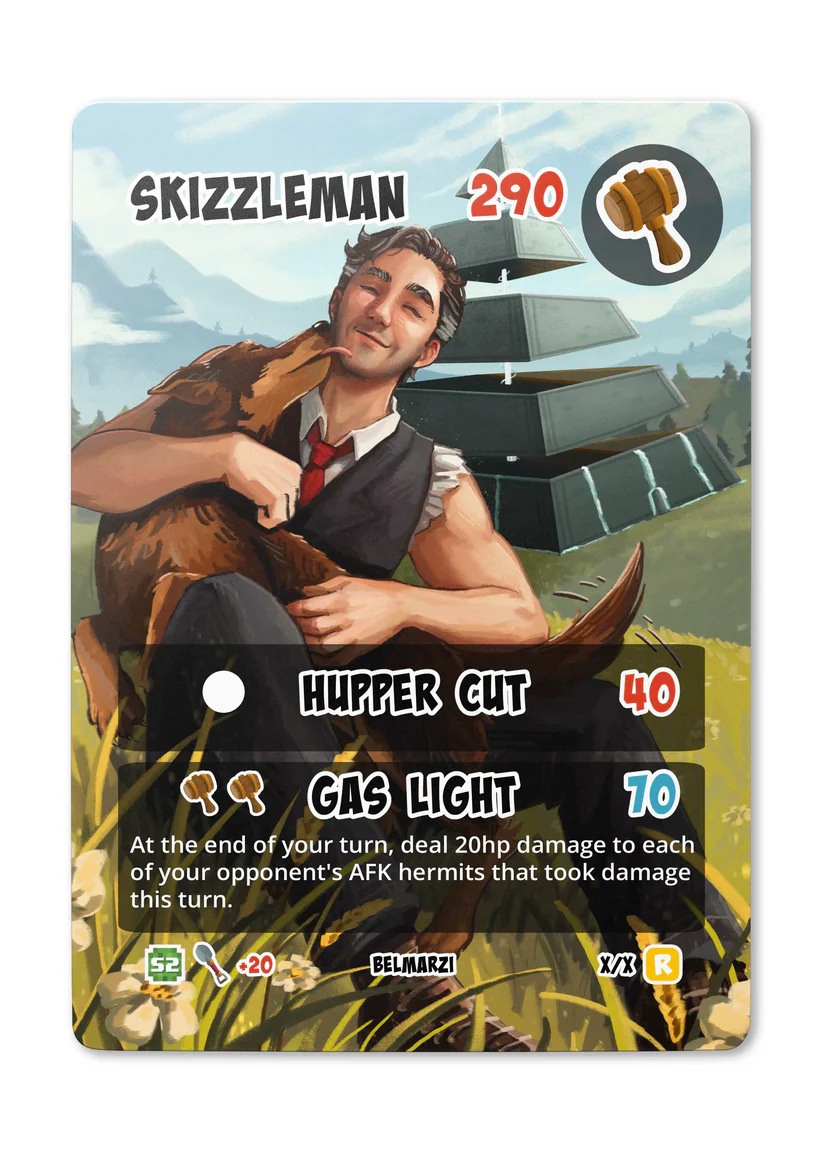 SKIZZLEMAN 290
HUPPER CUT 40
GAS LIGHT 70
At the end of your turn, deal 20hp damage to each
of your opponent's AFK hermits that took damage
this turn.
S2 +20 BELMARZI X/X R